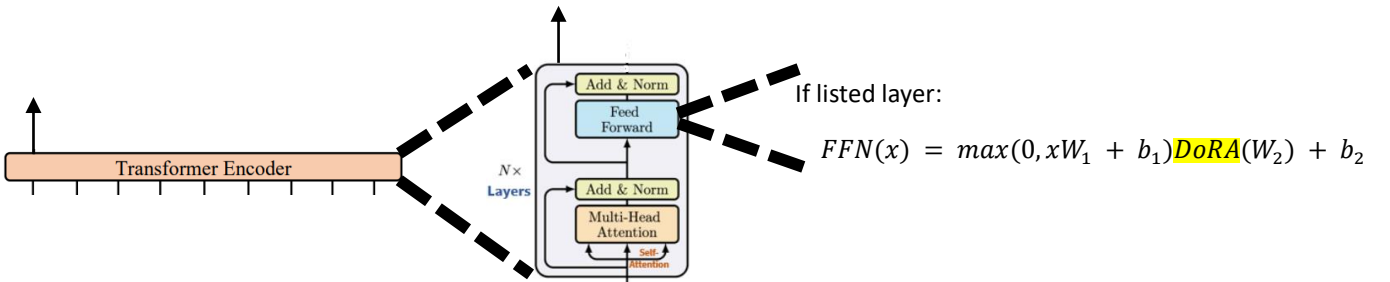 Transformer Encoder
N×
Layers
Add & Norm
Feed
Forward
Add & Norm
Multi-Head
Attention
Self-
Attention
If listed layer:
FFN(x) = max(0, xW₁ + b₁)DoRA(W₂) + b₂